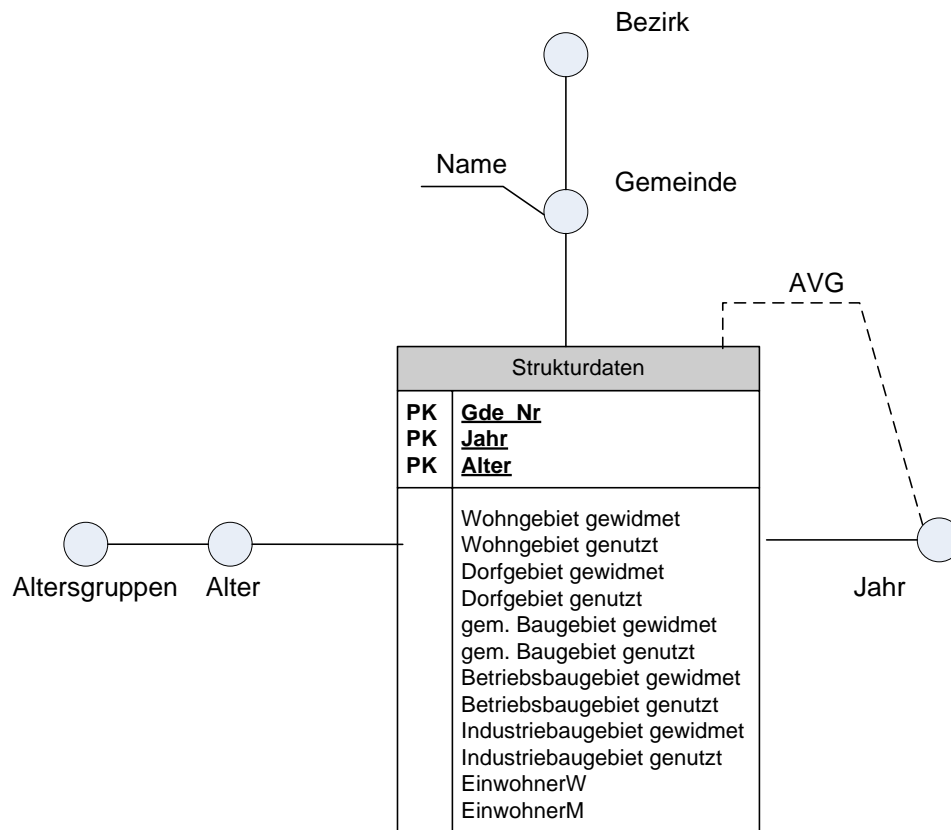 Bezirk
Name
Gemeinde
AVG
Strukturdaten
PK Gde_Nr
PK Jahr
PK Alter
Wohngebiet gewidmet
Wohngebiet genutzt
Dorfgebiet gewidmet
Dorfgebiet genutzt
gem. Baugebiet gewidmet
gem. Baugebiet genutzt
Betriebsbaugebiet gewidmet
Betriebsbaugebiet genutzt
Industriebaugebiet gewidmet
Industriebaugebiet genutzt
EinwohnerW
EinwohnerM
Altersgruppen
Alter
Jahr